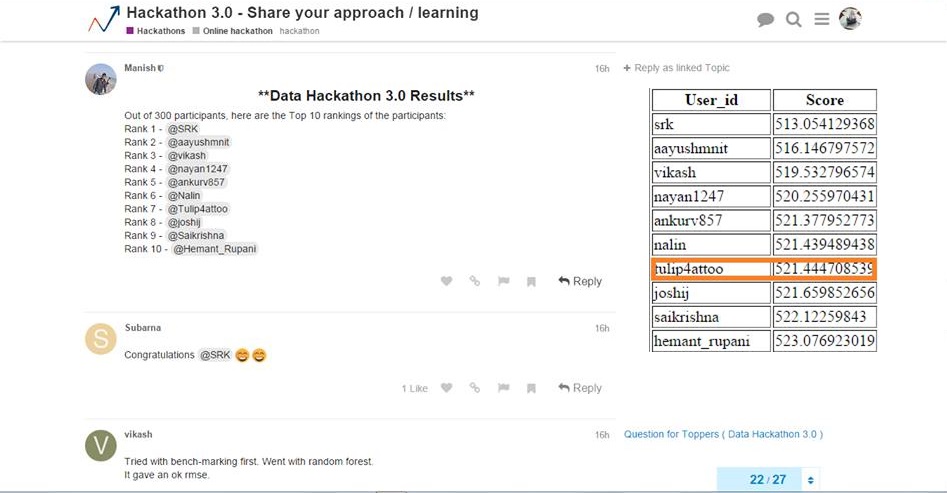 Hackathon 3.0 - Share your approach / learning
Hackathons Online hackathon hackathon
Manish 16h
**Data Hackathon 3.0 Results**
Out of 300 participants, here are the Top 10 rankings of the participants:
Rank 1 - @SRK
Rank 2 - @aayushmnit
Rank 3 - @vikash
Rank 4 - @nayan1247
Rank 5 - @ankurv857
Rank 6 - @Nalin
Rank 7 - @Tulip4attoo
Rank 8 - @joshij
Rank 9 - @Saikrishna
Rank 10 - @Hemant_Rupani
Reply
+ Reply as linked Topic
User_id Score
srk 513.054129368
aayushmnit 516.146797572
vikash 519.532796574
nayan1247 520.255970431
ankurv857 521.377952773
nalin 521.439489438
tulip4attoo 521.444708539
joshij 521.659852656
saikrishna 522.12259843
hemant_rupani 523.076923019
S
Subarna 16h
Congratulations @SRK
1 Like Reply
V
vikash 16h
Tried with bench-marking first. Went with random forest.
It gave an ok rmse.
Question for Toppers ( Data Hackathon 3.0 )
22 / 27